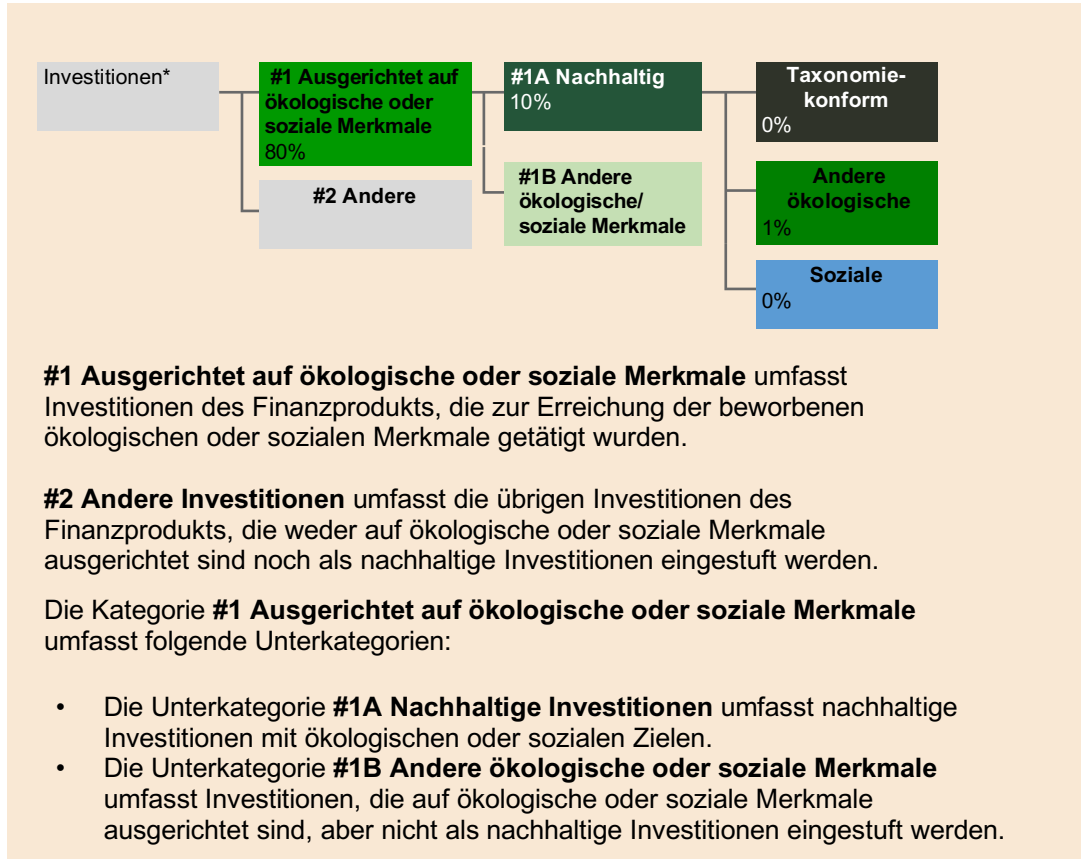 Investitionen*
#1 Ausgerichtet auf
ökologische oder
soziale Merkmale
80%
#2 Andere
#1A Nachhaltig
10%
#1B Andere
ökologische/
soziale Merkmale
Taxonomie-
konform
0%
Andere
ökologische
1%
Soziale
0%
#1 Ausgerichtet auf ökologische oder soziale Merkmale umfasst
Investitionen des Finanzprodukts, die zur Erreichung der beworbenen
ökologischen oder sozialen Merkmale getätigt wurden.
#2 Andere Investitionen umfasst die übrigen Investitionen des
Finanzprodukts, die weder auf ökologische oder soziale Merkmale
ausgerichtet sind noch als nachhaltige Investitionen eingestuft werden.
Die Kategorie #1 Ausgerichtet auf ökologische oder soziale Merkmale
umfasst folgende Unterkategorien:
• Die Unterkategorie #1A Nachhaltige Investitionen umfasst nachhaltige
Investitionen mit ökologischen oder sozialen Zielen.
• Die Unterkategorie #1B Andere ökologische oder soziale Merkmale
umfasst Investitionen, die auf ökologische oder soziale Merkmale
ausgerichtet sind, aber nicht als nachhaltige Investitionen eingestuft werden.